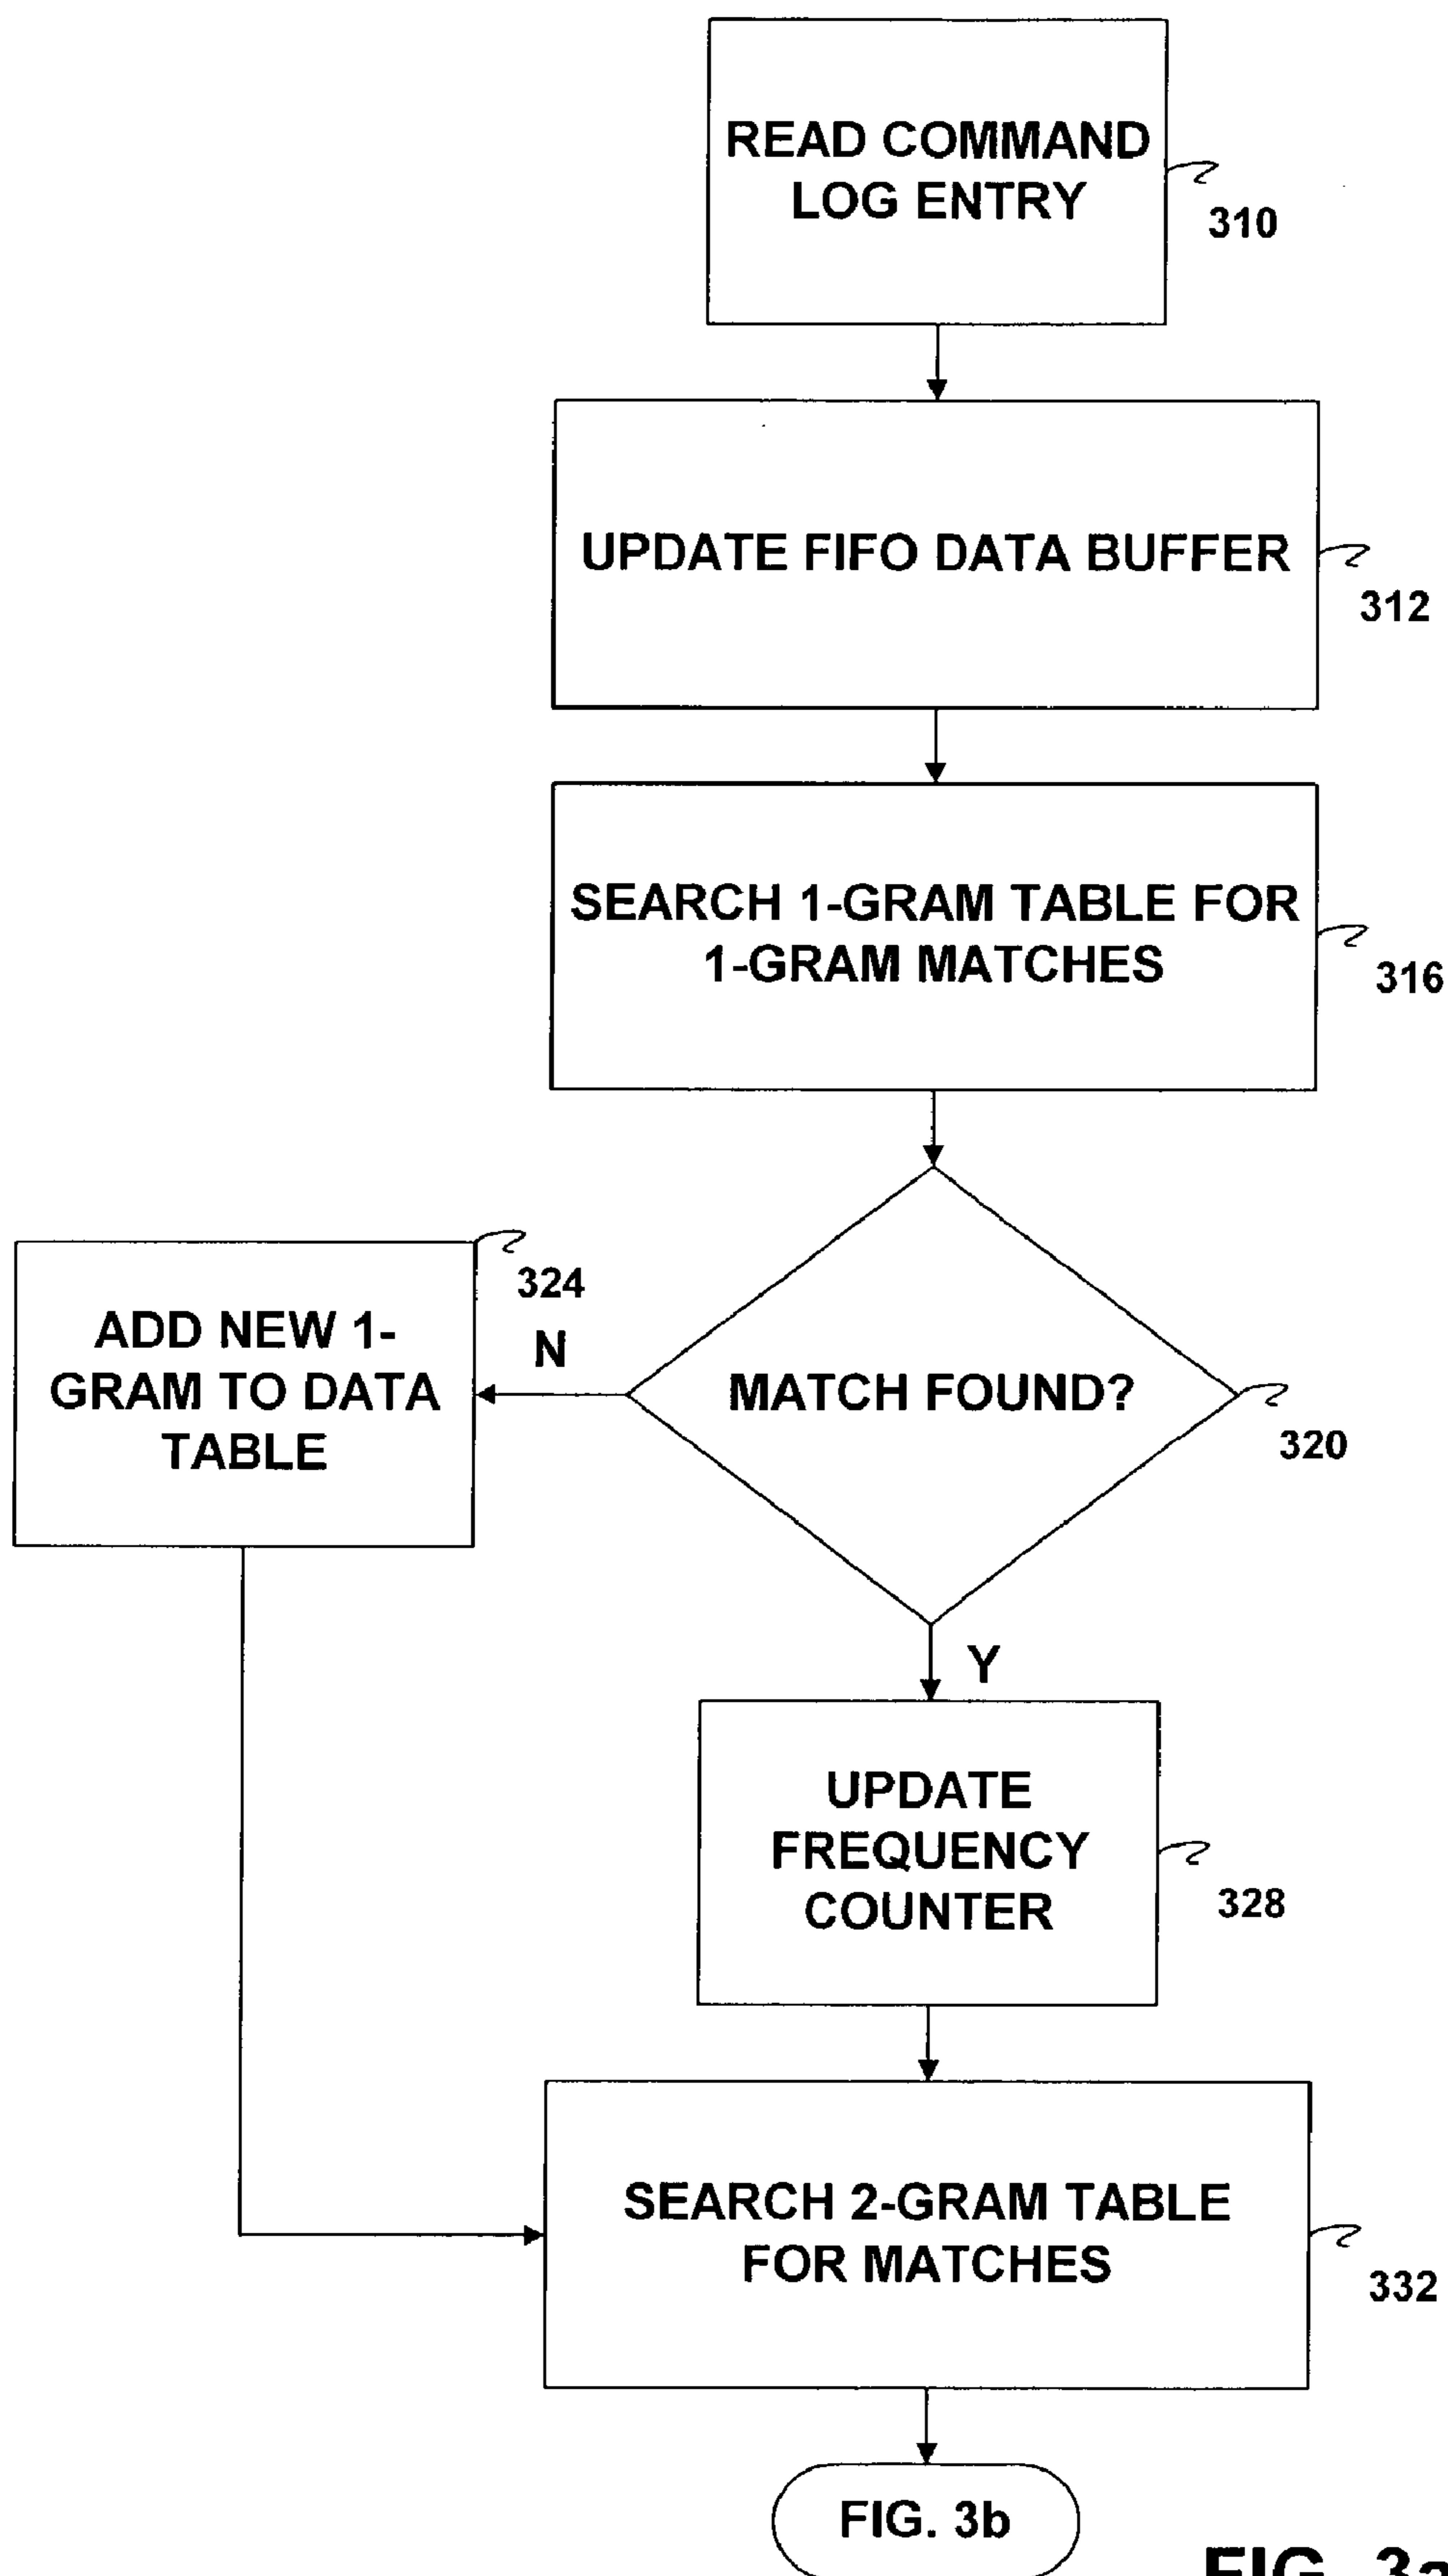 READ COMMAND
LOG ENTRY
310
UPDATE FIFO DATA BUFFER
312
SEARCH 1-GRAM TABLE FOR
1-GRAM MATCHES
316
324
ADD NEW 1-
GRAM TO DATA
TABLE
N
MATCH FOUND?
320
Y
UPDATE
FREQUENCY
COUNTER
328
SEARCH 2-GRAM TABLE
FOR MATCHES
332
FIG. 3b
FIG. 3a